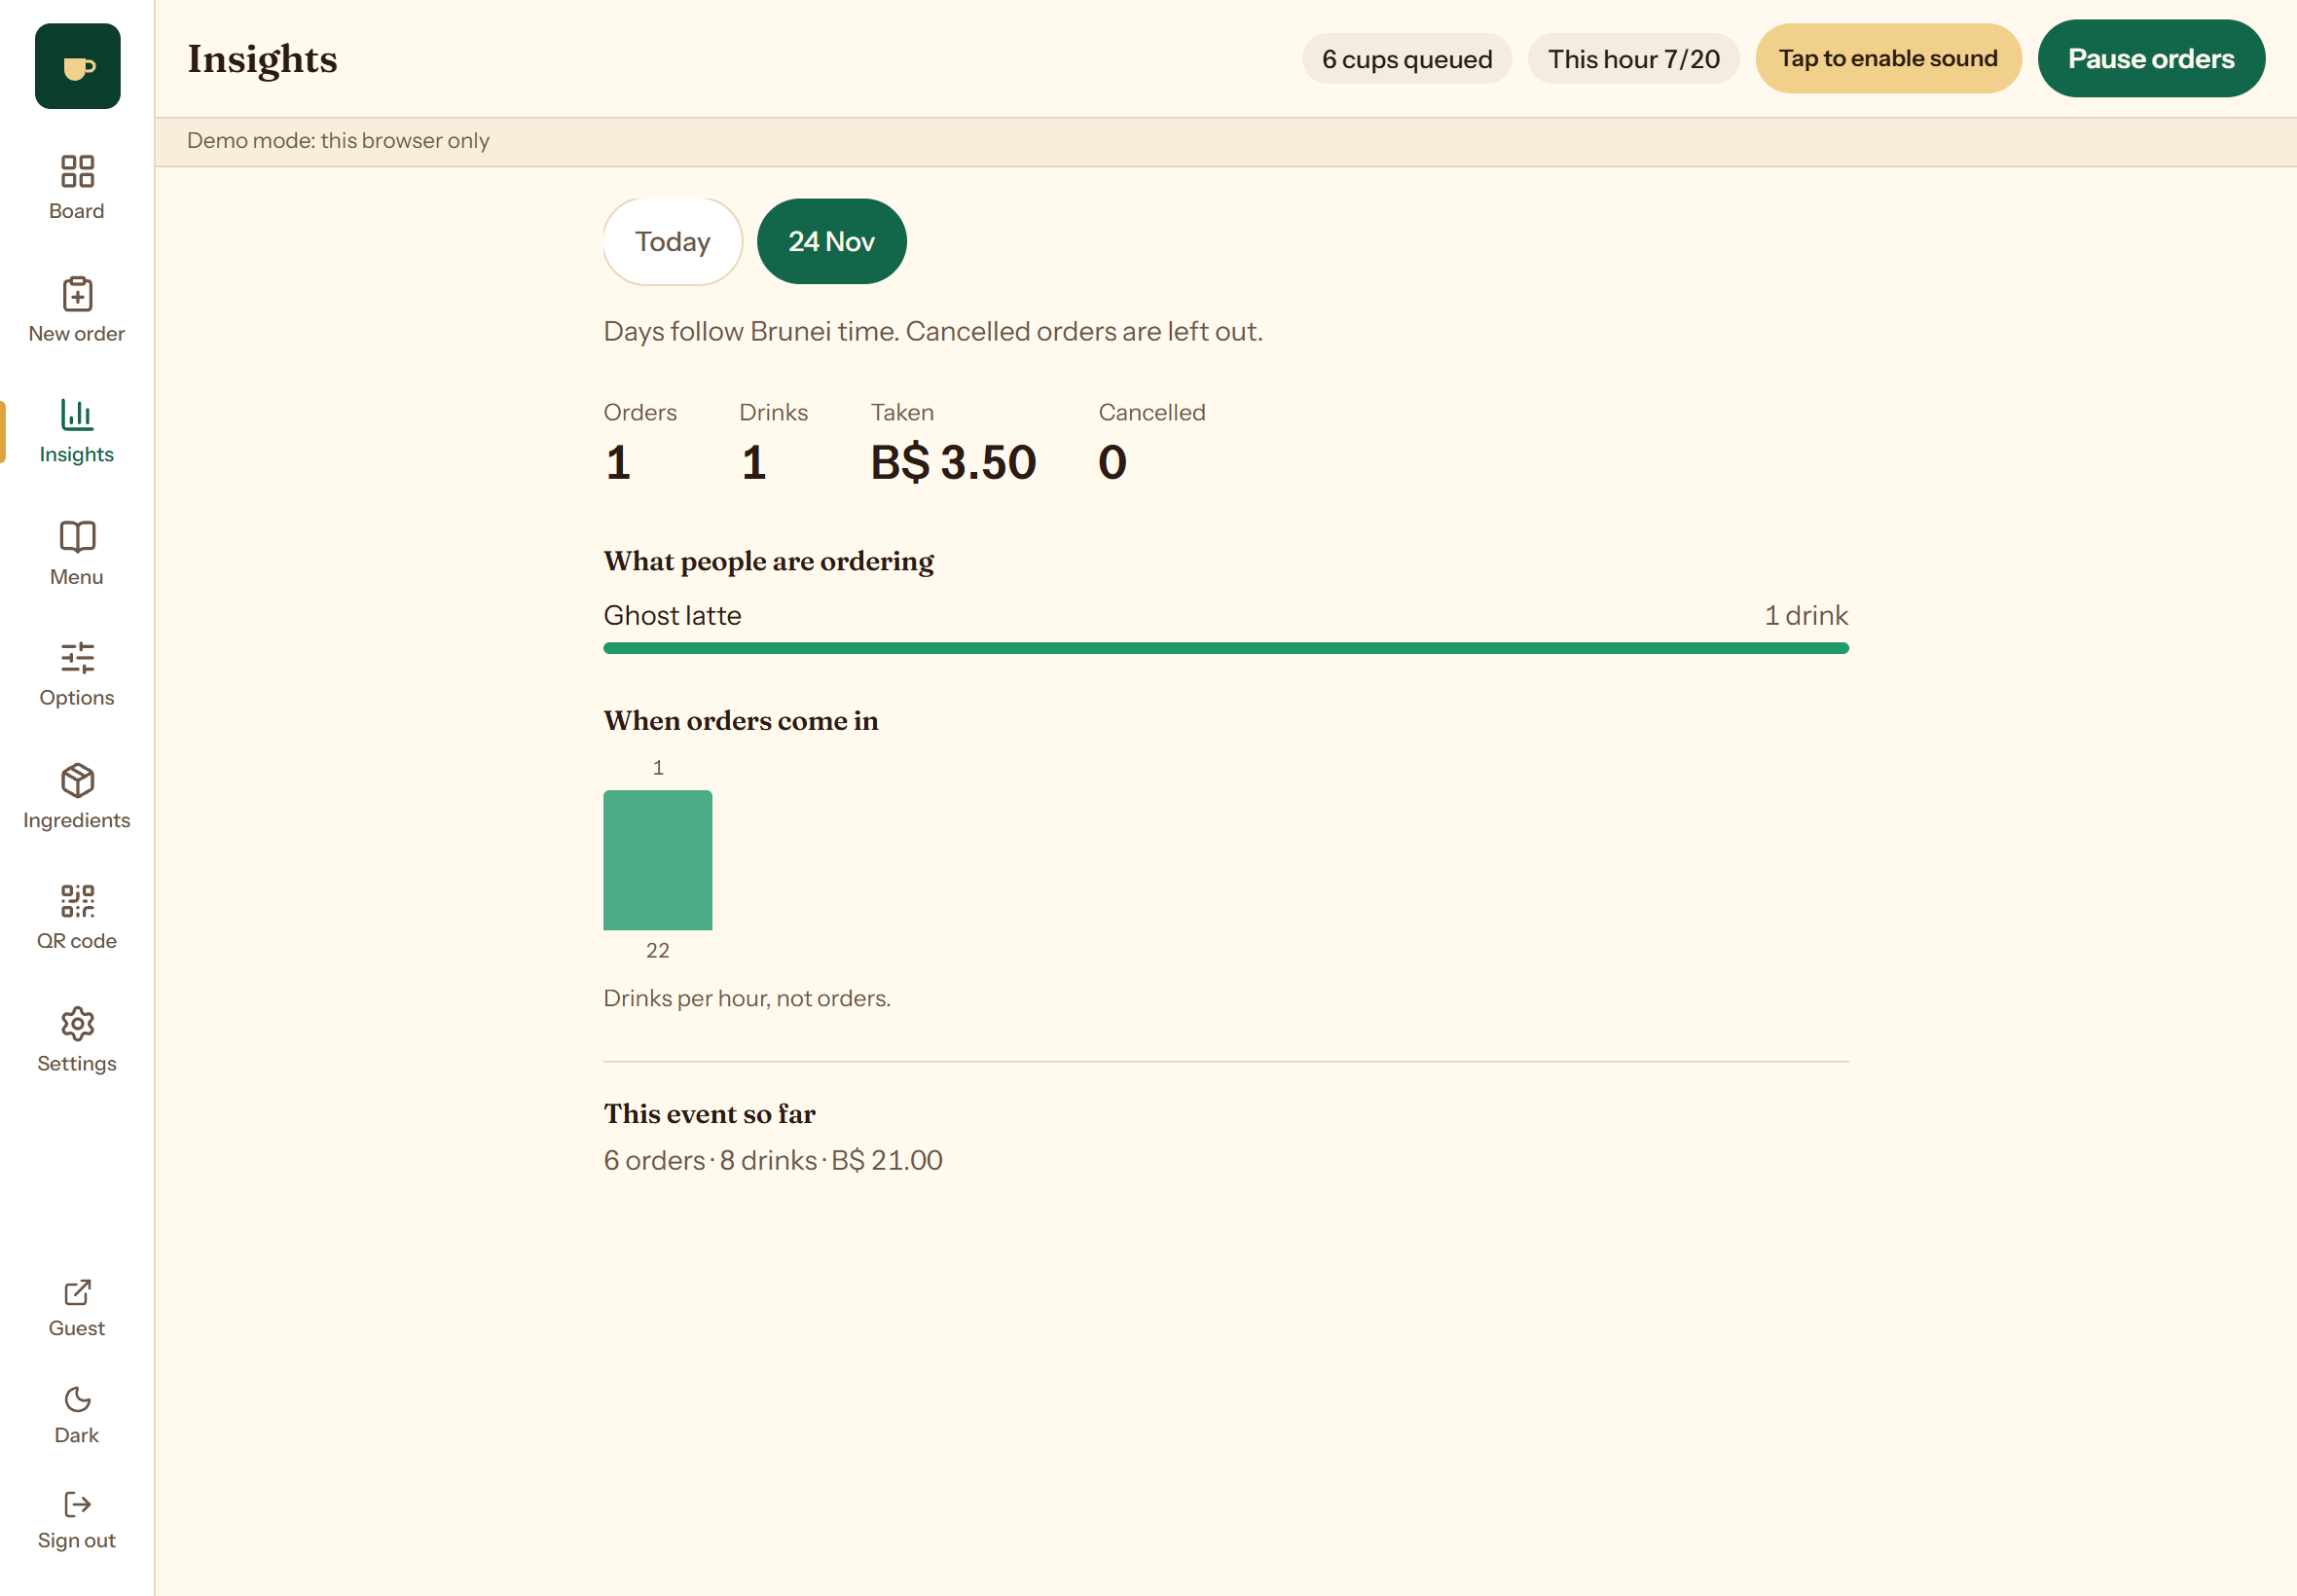 Insights
6 cups queued
This hour 7/20
Tap to enable sound
Pause orders
Demo mode: this browser only
Board
New order
Insights
Menu
Options
Ingredients
QR code
Settings
Guest
Dark
Sign out
Today
24 Nov
Days follow Brunei time. Cancelled orders are left out.
Orders
1
Drinks
1
Taken
B$ 3.50
Cancelled
0
What people are ordering
Ghost latte
1 drink
When orders come in
1
22
Drinks per hour, not orders.
This event so far
6 orders · 8 drinks · B$ 21.00